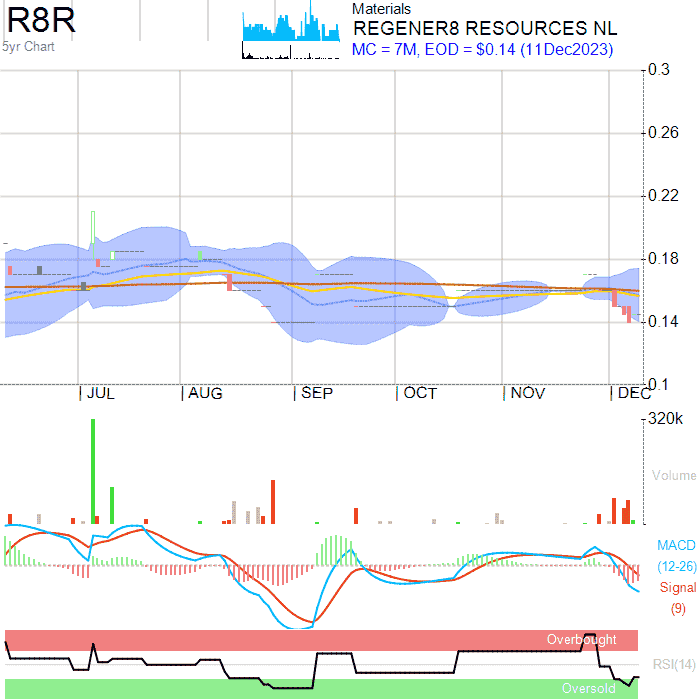 R8R
5yr Chart
Materials
REGENER8 RESOURCES NL
MC = 7M, EOD = $0.14 (11Dec2023)
0.3
0.26
0.22
0.18
0.14
0.1
JUL AUG SEP OCT NOV DEC
320k
Volume
MACD
(12-26)
Signal
(9)
Overbought
RSI(14)
Oversold